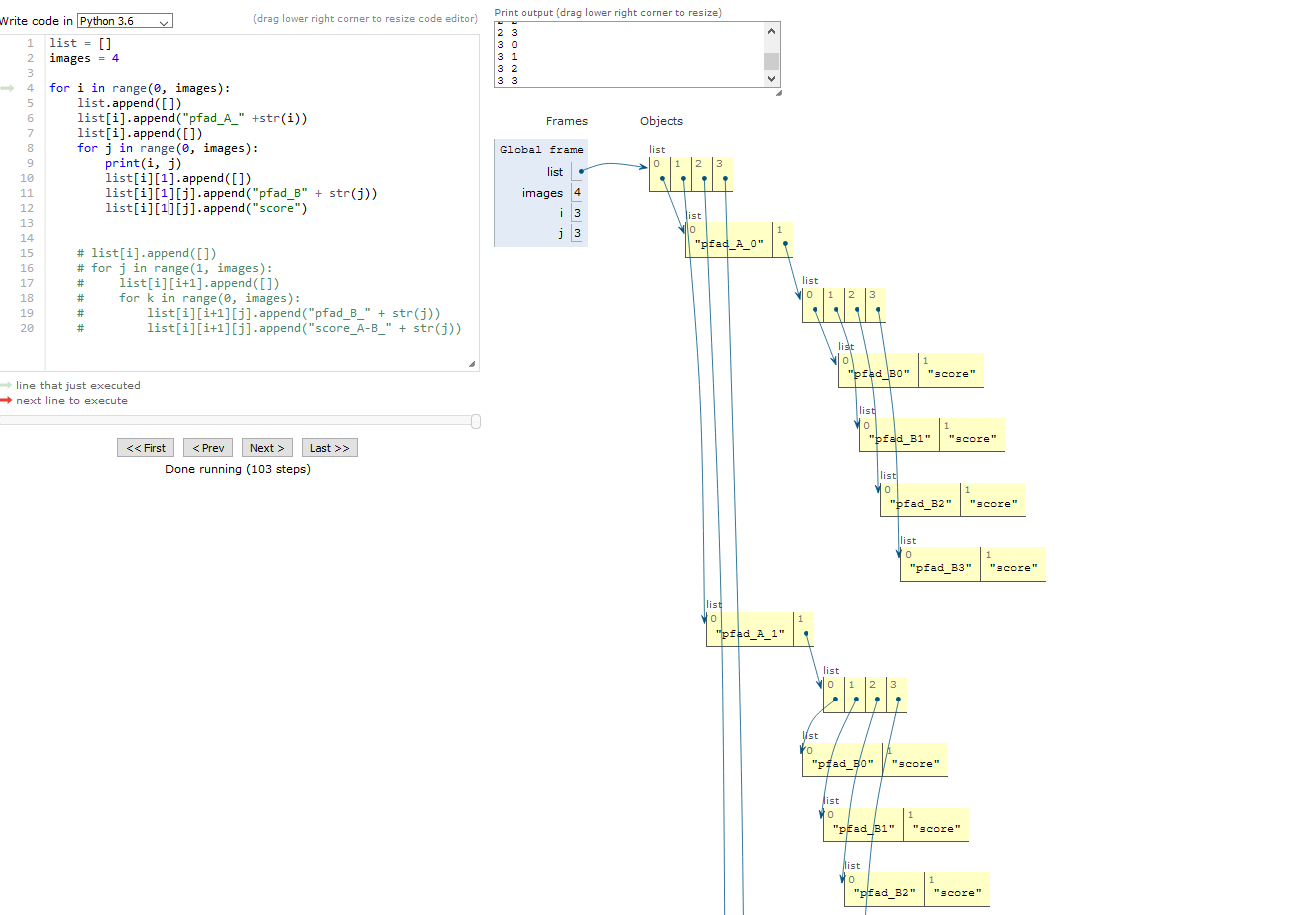 Write code in Python 3.6
(drag lower right corner to resize code editor)
1 list = []
2 images = 4
3
4 for i in range(0, images):
5     list.append([])
6     list[i].append("pfad_A_" +str(i))
7     list[i].append([])
8     for j in range(0, images):
9         print(i, j)
10         list[i][1].append([])
11         list[i][1][j].append("pfad_B" + str(j))
12         list[i][1][j].append("score")
13
14
15     # list[i].append([])
16     # for j in range(1, images):
17     #     list[i][i+1].append([])
18     #     for k in range(0, images):
19     #         list[i][i+1][j].append("pfad_B_" + str(j))
20     #         list[i][i+1][j].append("score_A-B_" + str(j))
line that just executed
next line to execute
<< First < Prev Next > Last >>
Done running (103 steps)
Print output (drag lower right corner to resize)
2 3
3 0
3 1
3 2
3 3
Frames Objects
Global frame
list
images 4
i 3
j 3
list
0 1 2 3
list
0 1
"pfad_A_0"
list
0 1 2 3
list
0 1
"pfad_B0" "score"
list
0 1
"pfad_B1" "score"
list
0 1
"pfad_B2" "score"
list
0 1
"pfad_B3" "score"
list
0 1
"pfad_A_1"
list
0 1 2 3
list
0 1
"pfad_B0" "score"
list
0 1
"pfad_B1" "score"
list
0 1
"pfad_B2" "score"